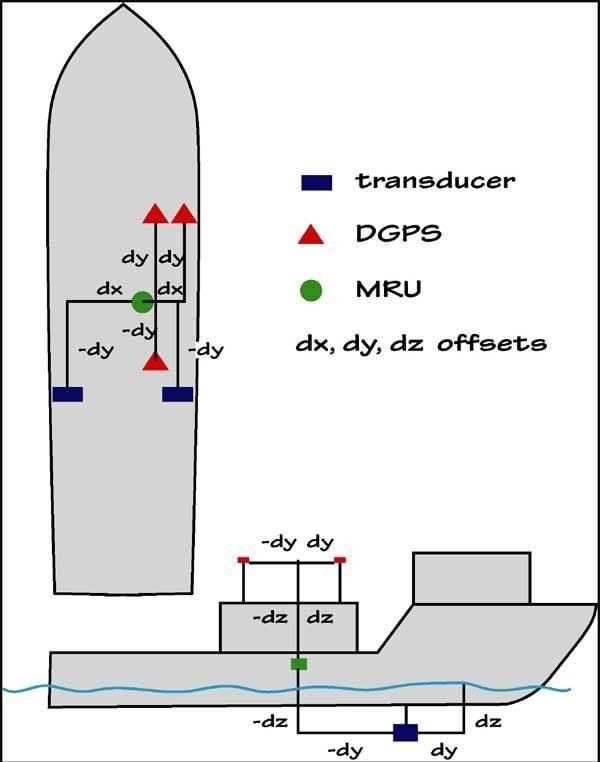 transducer
DGPS
dy dy
dx dx
MRU
-dy
-dy -dy
dx, dy, dz offsets
-dy dy
-dz dz
-dz dz
-dy dy